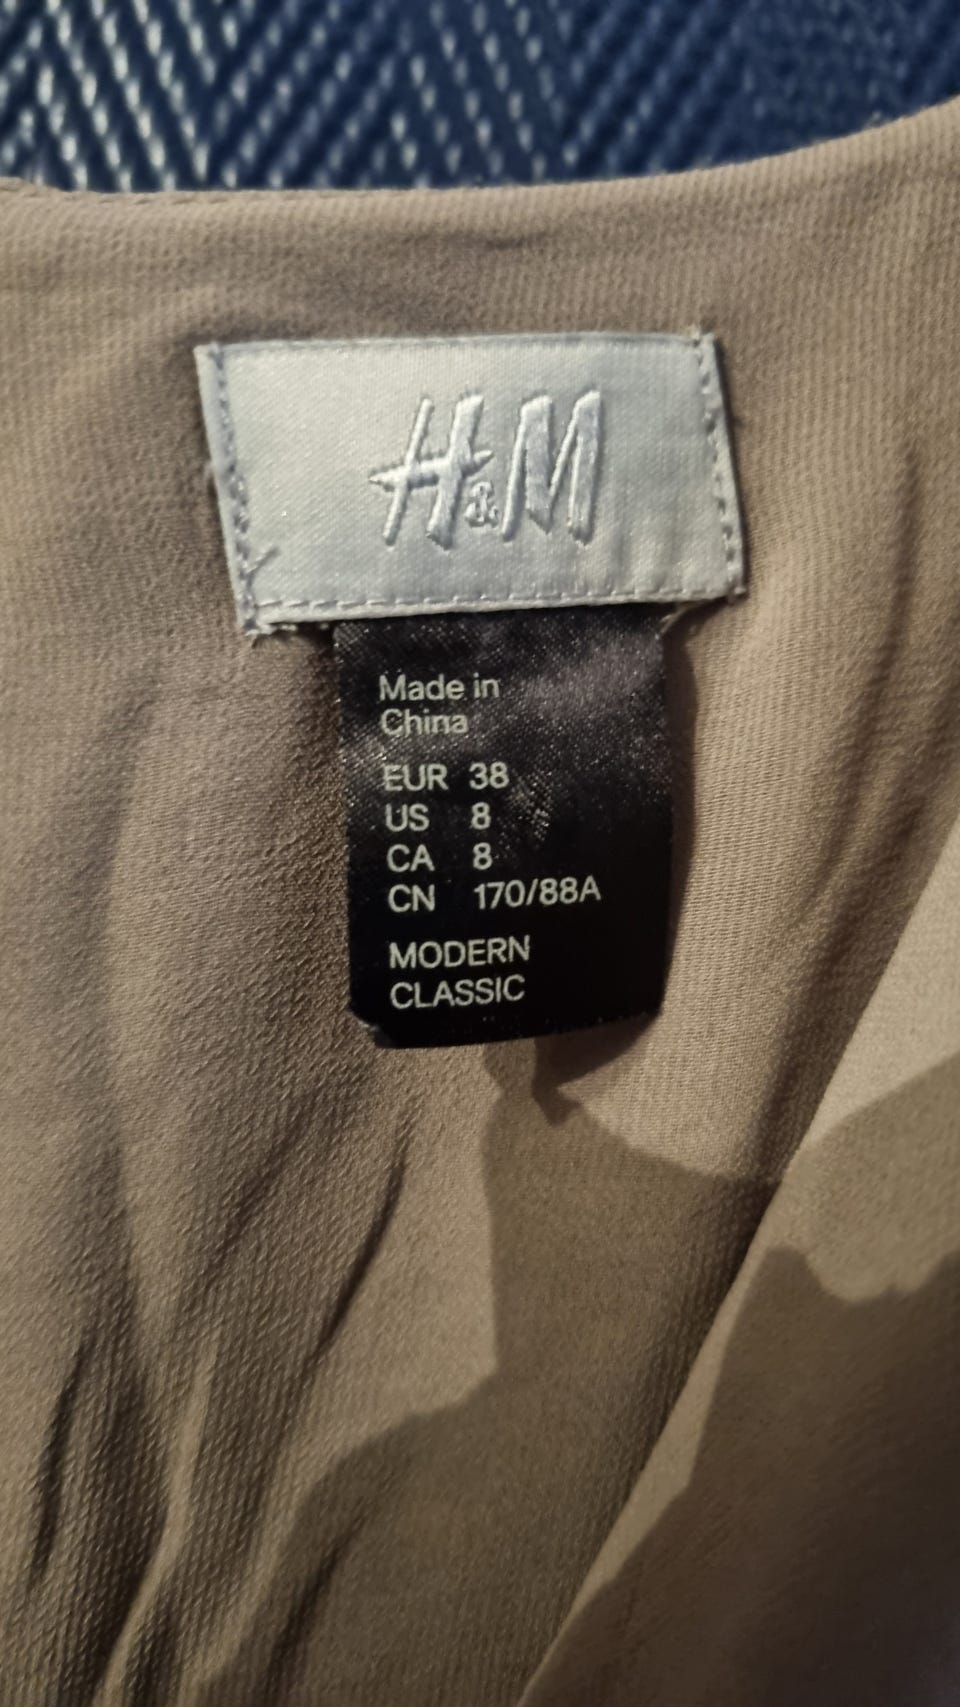 H&M
Made in
China
EUR 38
US 8
CA 8
CN 170/88A
MODERN
CLASSIC